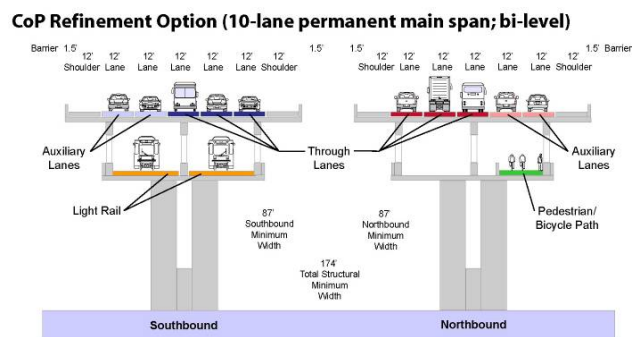 CoP Refinement Option (10-lane permanent main span; bi-level)
Barrier 1.5′ 12′ Shoulder 12′ Lane 12′ Lane 12′ Lane 12′ Lane 12′ Lane 12′ Shoulder 1.5′
1.5′ 12′ Shoulder 12′ Lane 12′ Lane 12′ Lane 12′ Lane 12′ Lane 12′ Shoulder 1.5′ Barrier
Auxiliary
Lanes
Through
Lanes
Auxiliary
Lanes
Light Rail
Pedestrian/
Bicycle Path
87′
Southbound
Minimum
Width
87′
Northbound
Minimum
Width
174′
Total Structural
Minimum
Width
Southbound
Northbound